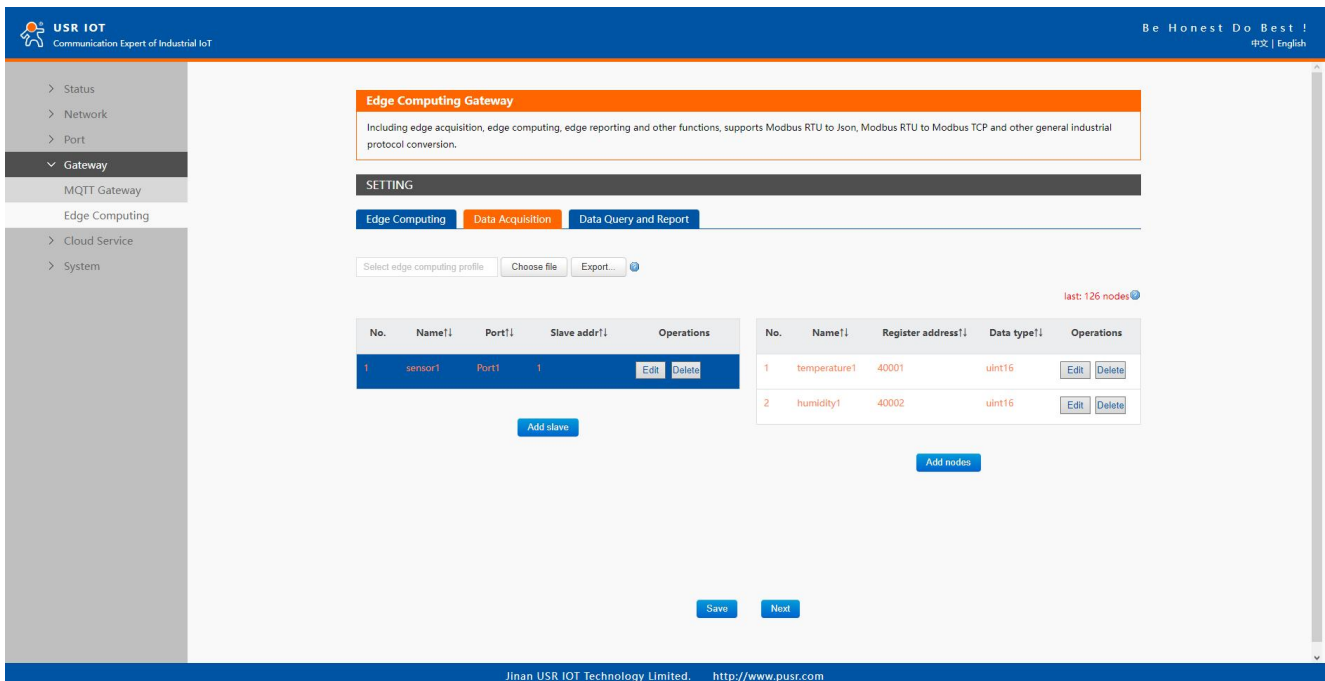 USR IOT
Communication Expert of Industrial IoT
Be Honest Do Best !
中文 | English
Status
Network
Port
Gateway
MQTT Gateway
Edge Computing
Cloud Service
System
Edge Computing Gateway
Including edge acquisition, edge computing, edge reporting and other functions, supports Modbus RTU to Json, Modbus RTU to Modbus TCP and other general industrial
protocol conversion.
SETTING
Edge Computing Data Acquisition Data Query and Report
Select edge computing profile Choose file Export...
last: 126 nodes
No. Name↑↓ Port↑↓ Slave addr↑↓ Operations
1 sensor1 Port1 1 Edit Delete
Add slave
No. Name↑↓ Register address↑↓ Data type↑↓ Operations
1 temperature1 40001 uint16 Edit Delete
2 humidity1 40002 uint16 Edit Delete
Add nodes
Save Next
Jinan USR IOT Technology Limited. http://www.pusr.com